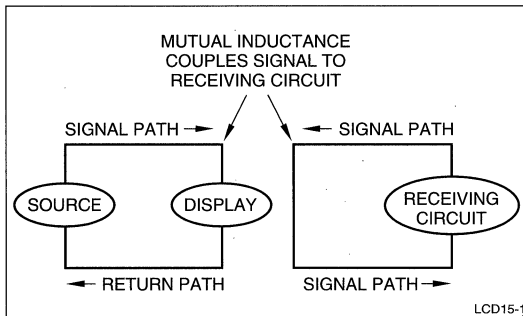 MUTUAL INDUCTANCE
COUPLES SIGNAL TO
RECEIVING CIRCUIT
SIGNAL PATH
SIGNAL PATH
SOURCE
DISPLAY
RECEIVING
CIRCUIT
RETURN PATH
SIGNAL PATH
LCD15-1